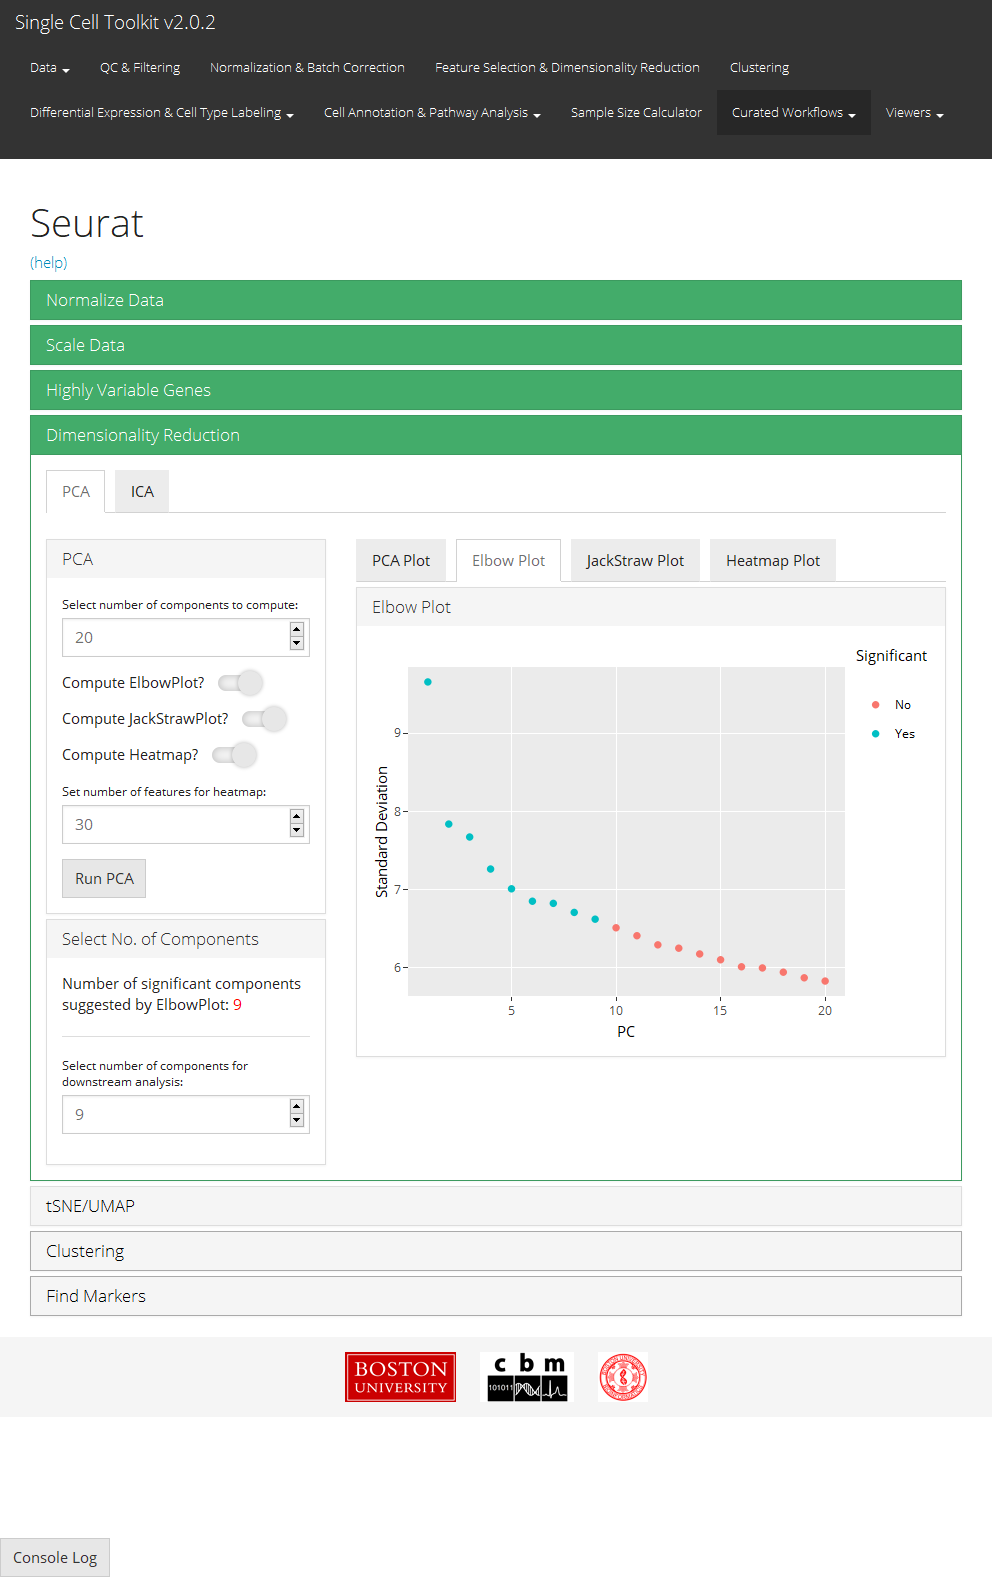 Single Cell Toolkit v2.0.2
Data QC & Filtering Normalization & Batch Correction Feature Selection & Dimensionality Reduction Clustering
Differential Expression & Cell Type Labeling Cell Annotation & Pathway Analysis Sample Size Calculator Curated Workflows Viewers
Seurat
(help)
Normalize Data
Scale Data
Highly Variable Genes
Dimensionality Reduction
PCA ICA
PCA
Select number of components to compute:
20
Compute ElbowPlot?
Compute JackStrawPlot?
Compute Heatmap?
Set number of features for heatmap:
30
Run PCA
Select No. of Components
Number of significant components
suggested by ElbowPlot: 9
Select number of components for
downstream analysis:
9
PCA Plot Elbow Plot JackStraw Plot Heatmap Plot
Elbow Plot
Significant
No
Yes
9
8
7
6
Standard Deviation
5 10 15 20
PC
tSNE/UMAP
Clustering
Find Markers
BOSTON
UNIVERSITY
cbm
101011
Console Log